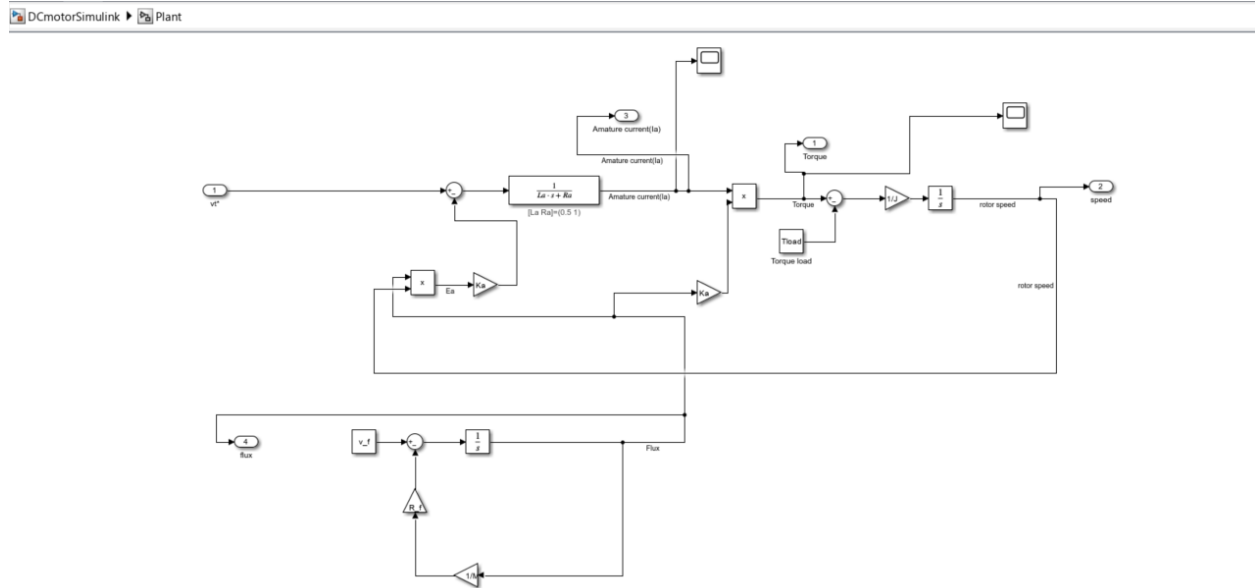 DCmotorSimulink ▶ Plant
3
Amature current(Ia)
Amature current(Ia)
1
Torque
1
vt*
+
-
1
La·s+Ra
[La Ra]=(0.5 1)
Amature current(Ia)
x
Torque
+
-
1/J
1
s
rotor speed
2
speed
Tload
Torque load
x
Ea
Ka
Ka
rotor speed
4
flux
v_f
+
-
1
s
Flux
R_f